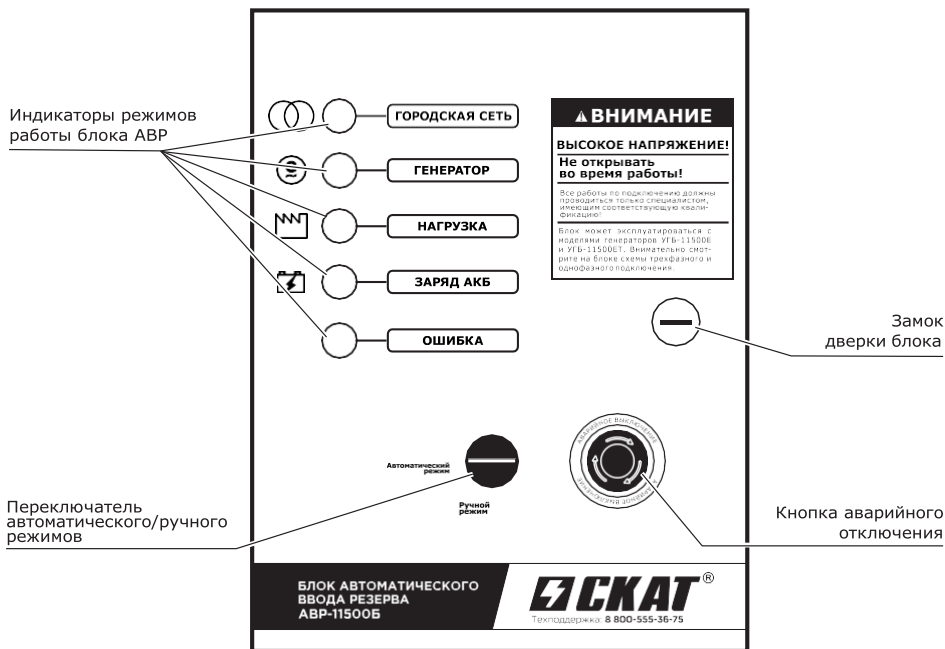 Индикаторы режимов
работы блока АВР
ГОРОДСКАЯ СЕТЬ
ГЕНЕРАТОР
НАГРУЗКА
ЗАРЯД АКБ
ОШИБКА
ВНИМАНИЕ
ВЫСОКОЕ НАПРЯЖЕНИЕ!
Не открывать
во время работы!
Все работы по подключению должны
проводиться только специалистом,
имеющим соответствующую квали-
фикацию!
Блок может эксплуатироваться с
моделями генераторов УГБ-11500Е
и УГБ-11500ЕТ. Внимательно смот-
рите на блоке схемы трехфазного и
однофазного подключения.
Замок
дверки блока
АВАРИЙНОЕ ВЫКЛЮЧЕНИЕ
АВАРИЙНОЕ ВЫКЛЮЧЕНИЕ
Автоматический
режим
Ручной
режим
Переключатель
автоматического/ручного
режимов
Кнопка аварийного
отключения
БЛОК АВТОМАТИЧЕСКОГО
ВВОДА РЕЗЕРВА
АВР-11500Б
СКАТ®
Техподдержка: 8 800-555-36-75